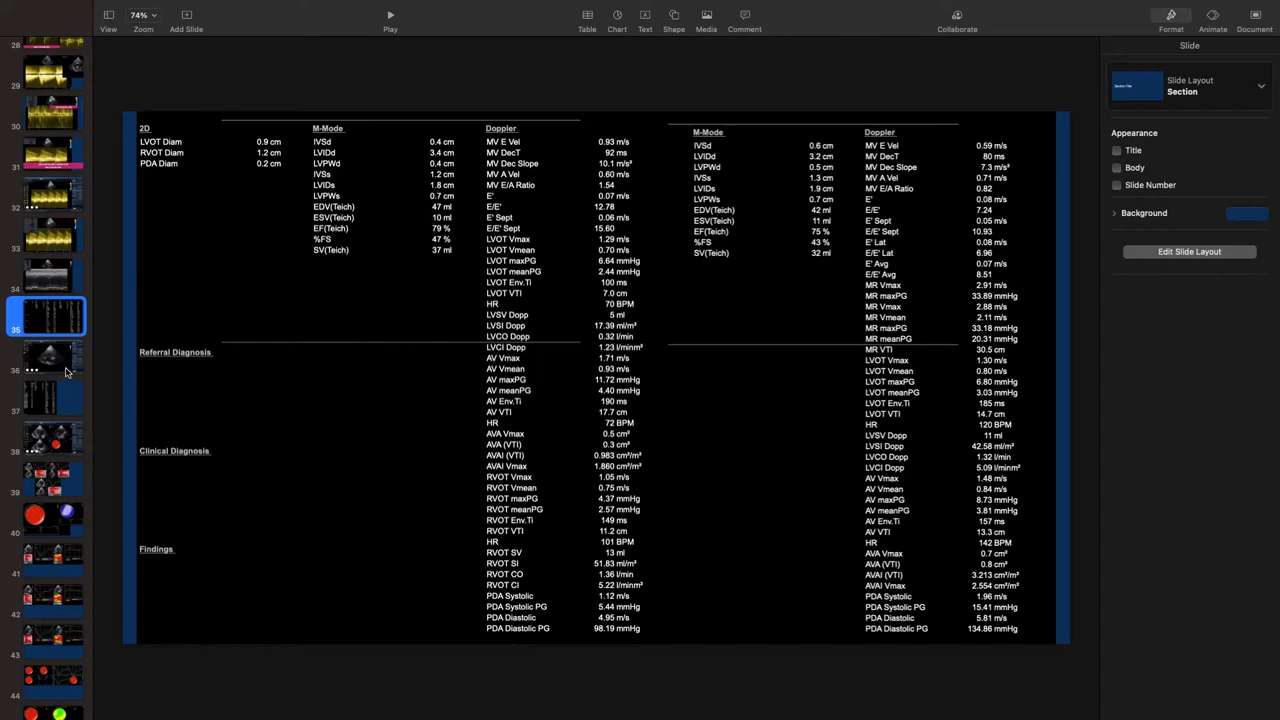 View
74%
Zoom
Add Slide
Play
Table
Chart
Text
Shape
Media
Comment
Collaborate
Format
Animate
Document
28
29
30
31
32
33
34
35
36
37
38
39
40
41
42
43
44
2D
LVOT Diam 0.9 cm
RVOT Diam 1.2 cm
PDA Diam 0.2 cm
Referral Diagnosis
Clinical Diagnosis
Findings
M-Mode
IVSd 0.4 cm
LVIDd 3.4 cm
LVPWd 0.4 cm
IVSs 1.2 cm
LVIDs 1.8 cm
LVPWs 0.7 cm
EDV(Teich) 47 ml
ESV(Teich) 10 ml
EF(Teich) 79 %
%FS 47 %
SV(Teich) 37 ml
Doppler
MV E Vel 0.93 m/s
MV DecT 92 ms
MV Dec Slope 10.1 m/s²
MV A Vel 0.60 m/s
MV E/A Ratio 1.54
E' 0.07 m/s
E/E' 12.78
E' Sept 0.06 m/s
E/E' Sept 15.60
LVOT Vmax 1.29 m/s
LVOT Vmean 0.70 m/s
LVOT maxPG 6.64 mmHg
LVOT meanPG 2.44 mmHg
LVOT Env.Ti 100 ms
LVOT VTI 7.0 cm
HR 70 BPM
LVSV Dopp 5 ml
LVSI Dopp 17.39 ml/m²
LVCO Dopp 0.32 l/min
LVCI Dopp 1.23 l/minm²
AV Vmax 1.71 m/s
AV Vmean 0.93 m/s
AV maxPG 11.72 mmHg
AV meanPG 4.40 mmHg
AV Env.Ti 190 ms
AV VTI 17.7 cm
HR 72 BPM
AVA Vmax 0.5 cm²
AVA (VTI) 0.3 cm²
AVAI (VTI) 0.983 cm²/m²
AVAI Vmax 1.860 cm²/m²
RVOT Vmax 1.05 m/s
RVOT Vmean 0.75 m/s
RVOT maxPG 4.37 mmHg
RVOT meanPG 2.57 mmHg
RVOT Env.Ti 149 ms
RVOT VTI 11.2 cm
HR 101 BPM
RVOT SV 13 ml
RVOT SI 51.83 ml/m²
RVOT CO 1.36 l/min
RVOT CI 5.22 l/minm²
PDA Systolic 1.12 m/s
PDA Systolic PG 5.44 mmHg
PDA Diastolic 4.95 m/s
PDA Diastolic PG 98.19 mmHg
M-Mode
IVSd 0.6 cm
LVIDd 3.2 cm
LVPWd 0.5 cm
IVSs 1.3 cm
LVIDs 1.9 cm
LVPWs 0.7 cm
EDV(Teich) 42 ml
ESV(Teich) 11 ml
EF(Teich) 75 %
%FS 43 %
SV(Teich) 32 ml
Doppler
MV E Vel 0.59 m/s
MV DecT 80 ms
MV Dec Slope 7.3 m/s²
MV A Vel 0.71 m/s
MV E/A Ratio 0.82
E' 0.08 m/s
E/E' 7.24
E' Sept 0.05 m/s
E/E' Sept 10.93
E' Lat 0.08 m/s
E/E' Lat 6.96
E' Avg 0.07 m/s
E/E' Avg 8.51
MR Vmax 2.91 m/s
MR maxPG 33.89 mmHg
MR Vmax 2.88 m/s
MR Vmean 2.11 m/s
MR maxPG 33.18 mmHg
MR meanPG 20.31 mmHg
MR VTI 30.5 cm
LVOT Vmax 1.30 m/s
LVOT Vmean 0.80 m/s
LVOT maxPG 6.80 mmHg
LVOT meanPG 3.03 mmHg
LVOT Env.Ti 185 ms
LVOT VTI 14.7 cm
HR 120 BPM
LVSV Dopp 11 ml
LVSI Dopp 42.58 ml/m²
LVCO Dopp 1.32 l/min
LVCI Dopp 5.09 l/minm²
AV Vmax 1.48 m/s
AV Vmean 0.84 m/s
AV maxPG 8.73 mmHg
AV meanPG 3.81 mmHg
AV Env.Ti 157 ms
AV VTI 13.3 cm
HR 142 BPM
AVA Vmax 0.7 cm²
AVA (VTI) 0.8 cm²
AVAI (VTI) 3.213 cm²/m²
AVAI Vmax 2.554 cm²/m²
PDA Systolic 1.96 m/s
PDA Systolic PG 15.41 mmHg
PDA Diastolic 5.81 m/s
PDA Diastolic PG 134.86 mmHg
Slide
Slide Layout
Section
Appearance
Title
Body
Slide Number
Background
Edit Slide Layout